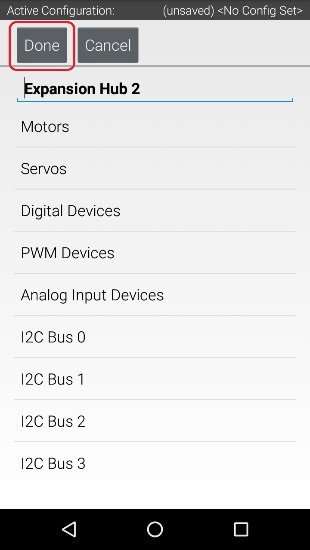 Active Configuration: (unsaved) <No Config Set>
Done Cancel
Expansion Hub 2
Motors
Servos
Digital Devices
PWM Devices
Analog Input Devices
I2C Bus 0
I2C Bus 1
I2C Bus 2
I2C Bus 3